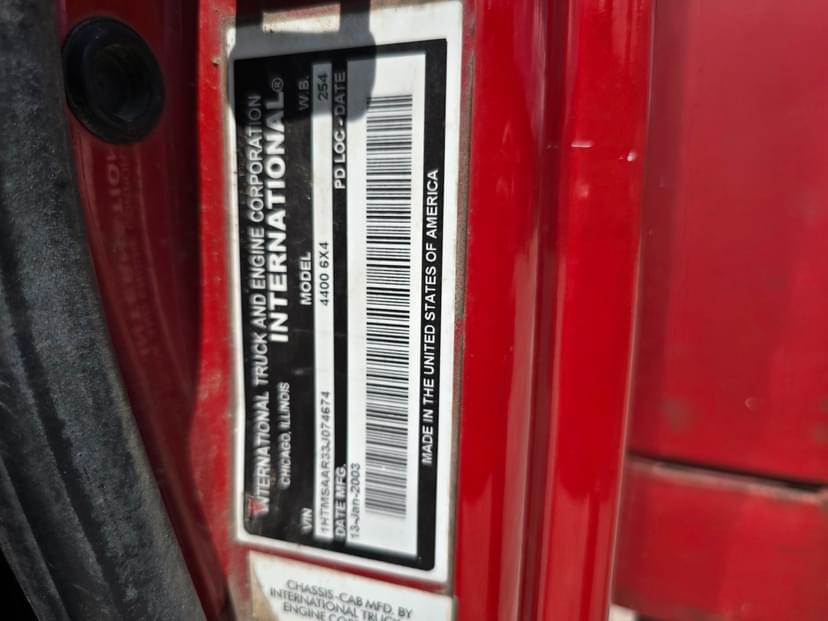 INTERNATIONAL TRUCK AND ENGINE CORPORATION
CHICAGO, ILLINOIS INTERNATIONAL®
VIN MODEL W.B.
1HTMSAAR33J074674 4400 6X4 254
DATE MFG. PD LOC - DATE
13-Jan-2003
MADE IN THE UNITED STATES OF AMERICA
CHASSIS-CAB MFD. BY
INTERNATIONAL TRUCK